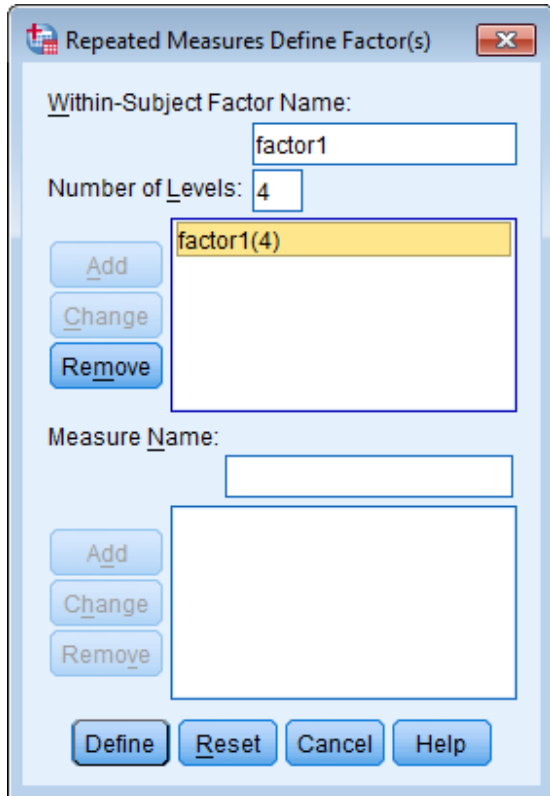 Repeated Measures Define Factor(s)
Within-Subject Factor Name:
factor1
Number of Levels: 4
factor1(4)
Add
Change
Remove
Measure Name:
Add
Change
Remove
Define Reset Cancel Help